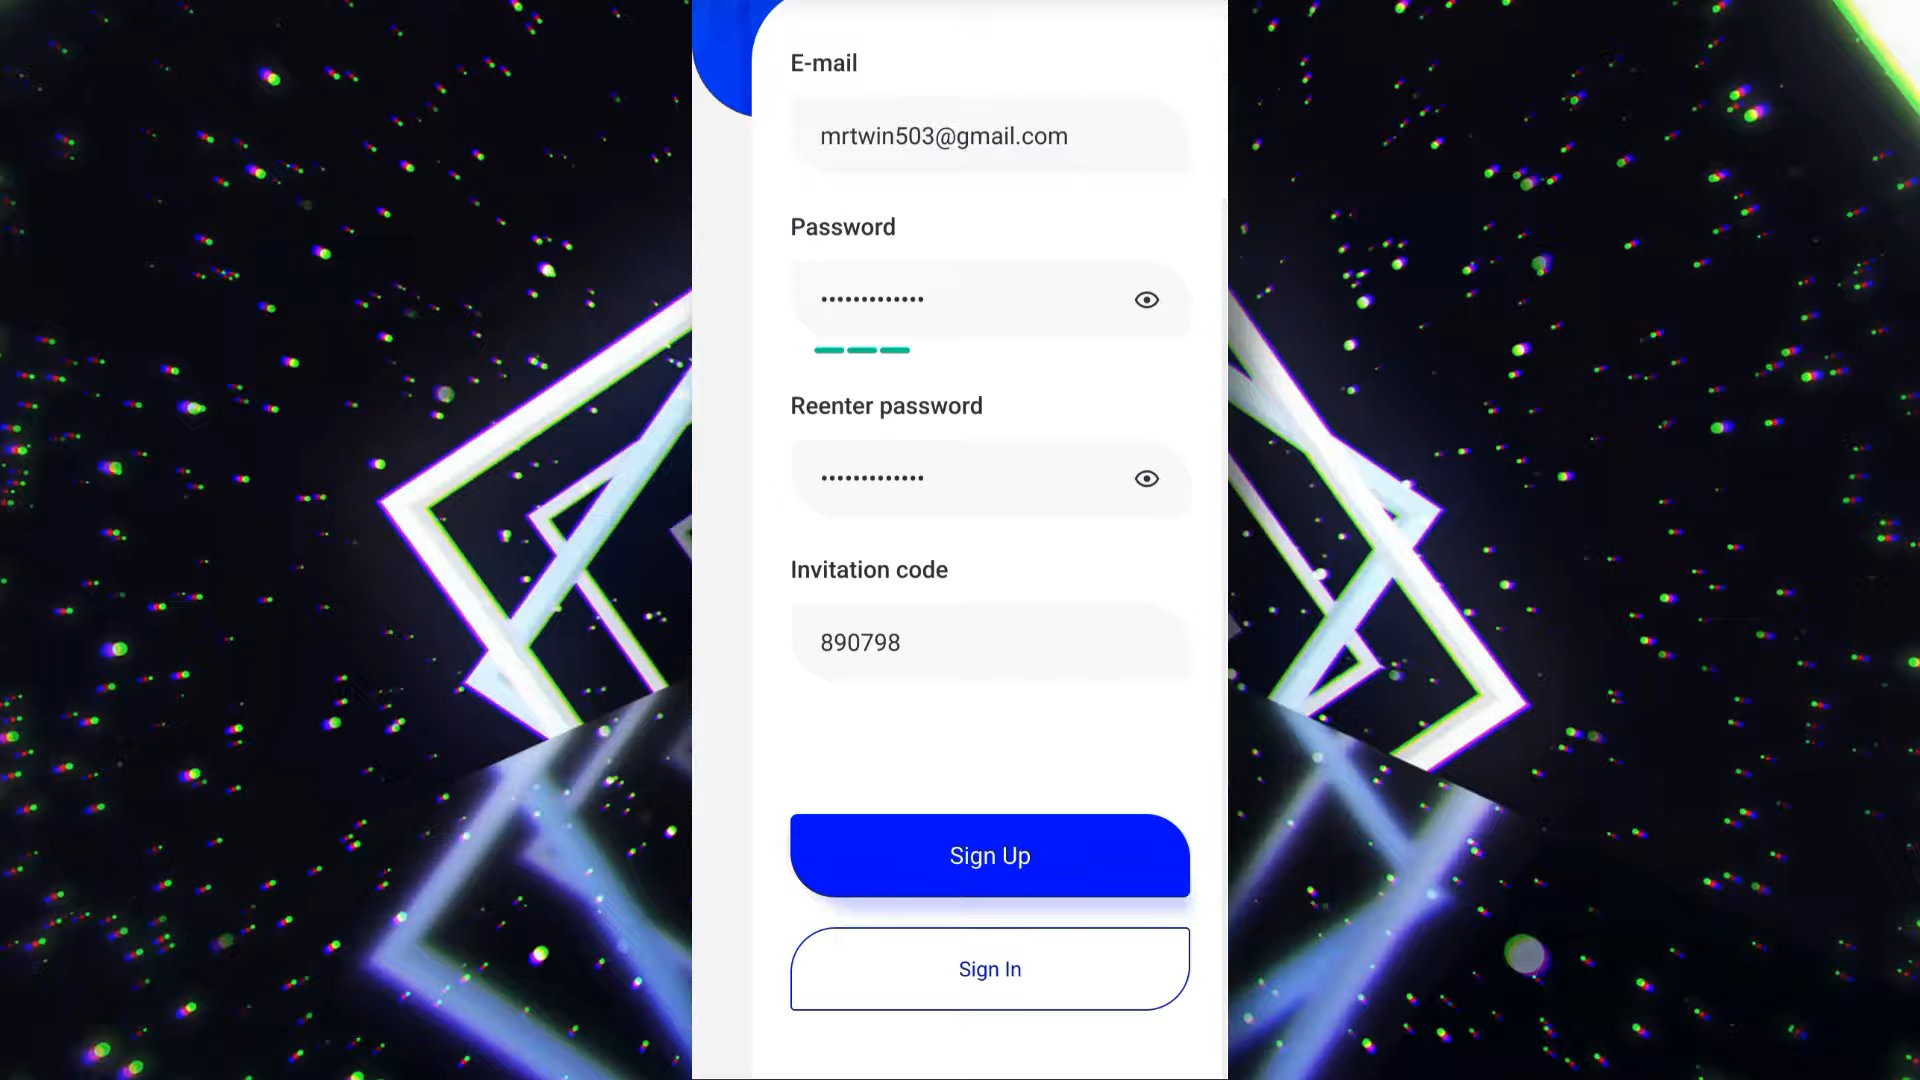 E-mail
mrtwin503@gmail.com
Password
•••••••••••••
Reenter password
•••••••••••••
Invitation code
890798
Sign Up
Sign In